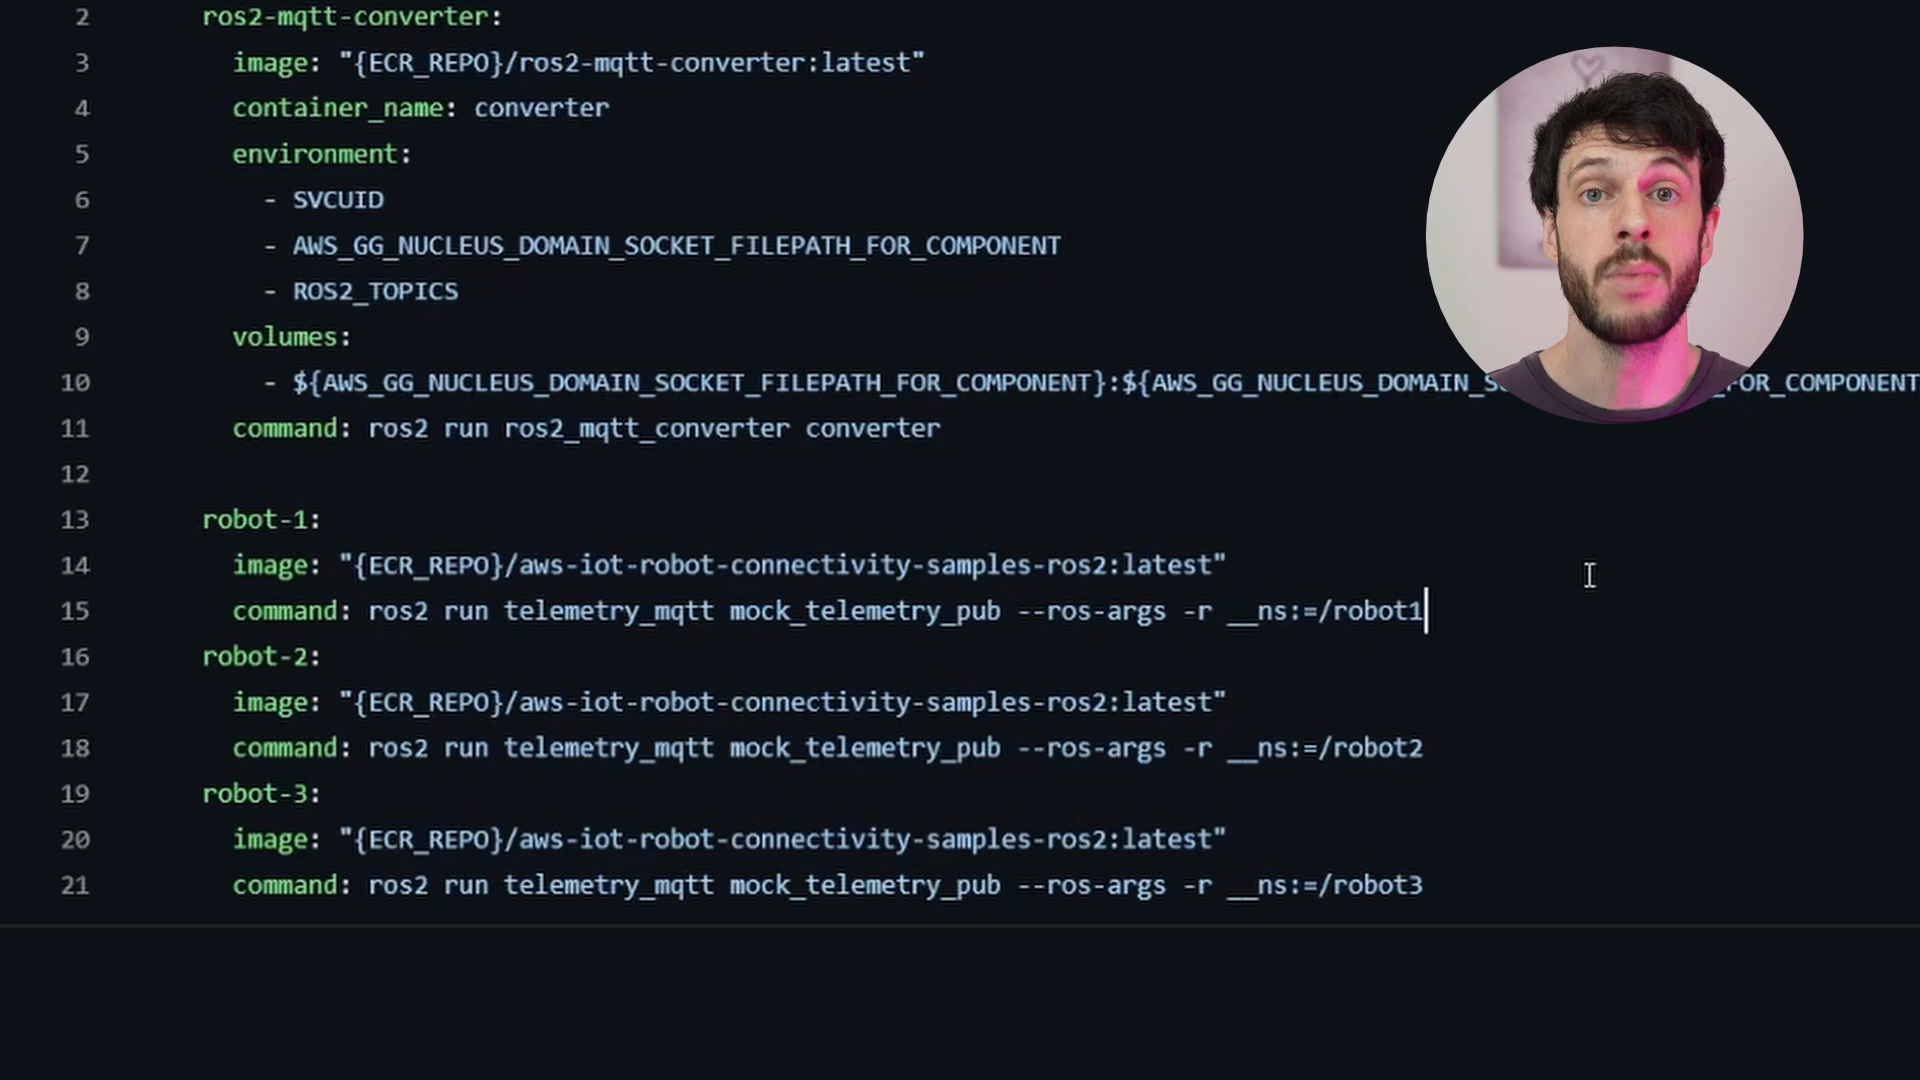 2 ros2-mqtt-converter:
3 image: "{ECR_REPO}/ros2-mqtt-converter:latest"
4 container_name: converter
5 environment:
6 - SVCUID
7 - AWS_GG_NUCLEUS_DOMAIN_SOCKET_FILEPATH_FOR_COMPONENT
8 - ROS2_TOPICS
9 volumes:
10 - ${AWS_GG_NUCLEUS_DOMAIN_SOCKET_FILEPATH_FOR_COMPONENT}:${AWS_GG_NUCLEUS_DOMAIN_ FOR_COMPONENT
11 command: ros2 run ros2_mqtt_converter converter
12
13 robot-1:
14 image: "{ECR_REPO}/aws-iot-robot-connectivity-samples-ros2:latest"
15 command: ros2 run telemetry_mqtt mock_telemetry_pub --ros-args -r __ns:=/robot1
16 robot-2:
17 image: "{ECR_REPO}/aws-iot-robot-connectivity-samples-ros2:latest"
18 command: ros2 run telemetry_mqtt mock_telemetry_pub --ros-args -r __ns:=/robot2
19 robot-3:
20 image: "{ECR_REPO}/aws-iot-robot-connectivity-samples-ros2:latest"
21 command: ros2 run telemetry_mqtt mock_telemetry_pub --ros-args -r __ns:=/robot3